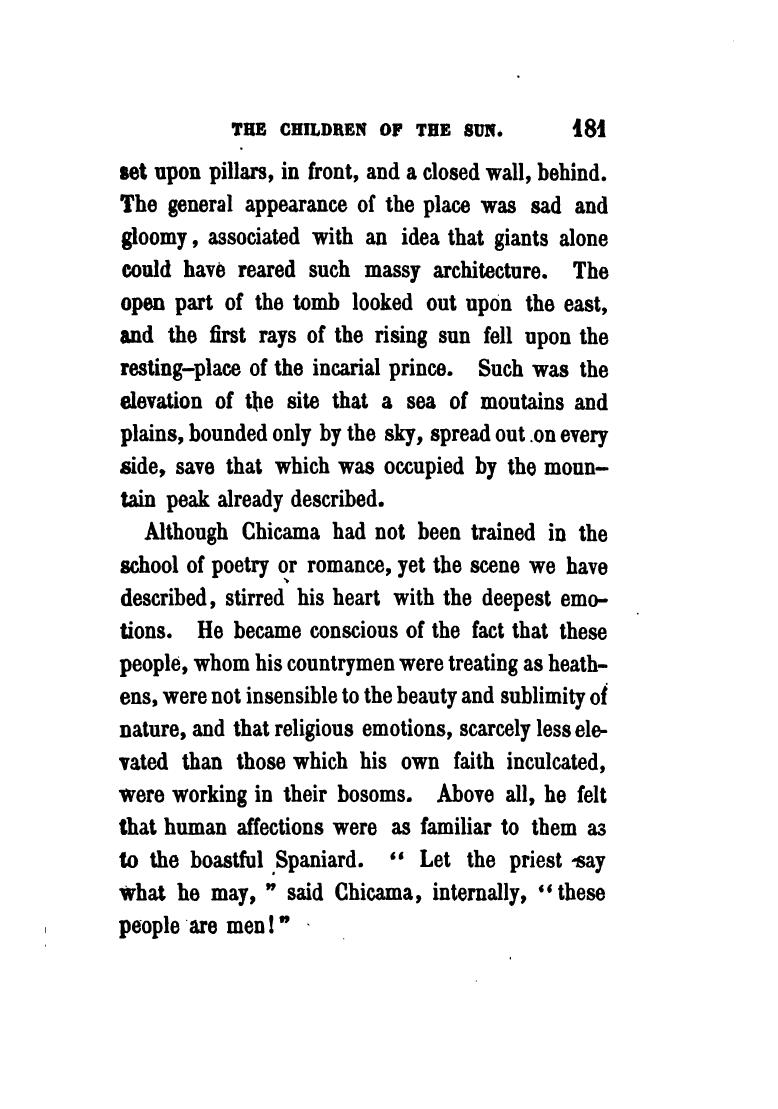 THE CHILDREN OF THE SUN. 181
set upon pillars, in front, and a closed wall, behind.
The general appearance of the place was sad and
gloomy, associated with an idea that giants alone
could have reared such massy architecture. The
open part of the tomb looked out upon the east,
and the first rays of the rising sun fell upon the
resting-place of the incarial prince. Such was the
elevation of the site that a sea of moutains and
plains, bounded only by the sky, spread out on every
side, save that which was occupied by the moun-
tain peak already described.
Although Chicama had not been trained in the
school of poetry or romance, yet the scene we have
described, stirred his heart with the deepest emo-
tions. He became conscious of the fact that these
people, whom his countrymen were treating as heath-
ens, were not insensible to the beauty and sublimity of
nature, and that religious emotions, scarcely less ele-
vated than those which his own faith inculcated,
were working in their bosoms. Above all, he felt
that human affections were as familiar to them as
to the boastful Spaniard. “ Let the priest say
what he may, ” said Chicama, internally, “these
people are men!”